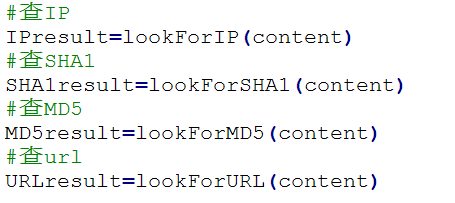 #查IP
IPresult=lookForIP(content)
#查SHA1
SHA1result=lookForSHA1(content)
#查MD5
MD5result=lookForMD5(content)
#查url
URLresult=lookForURL(content)